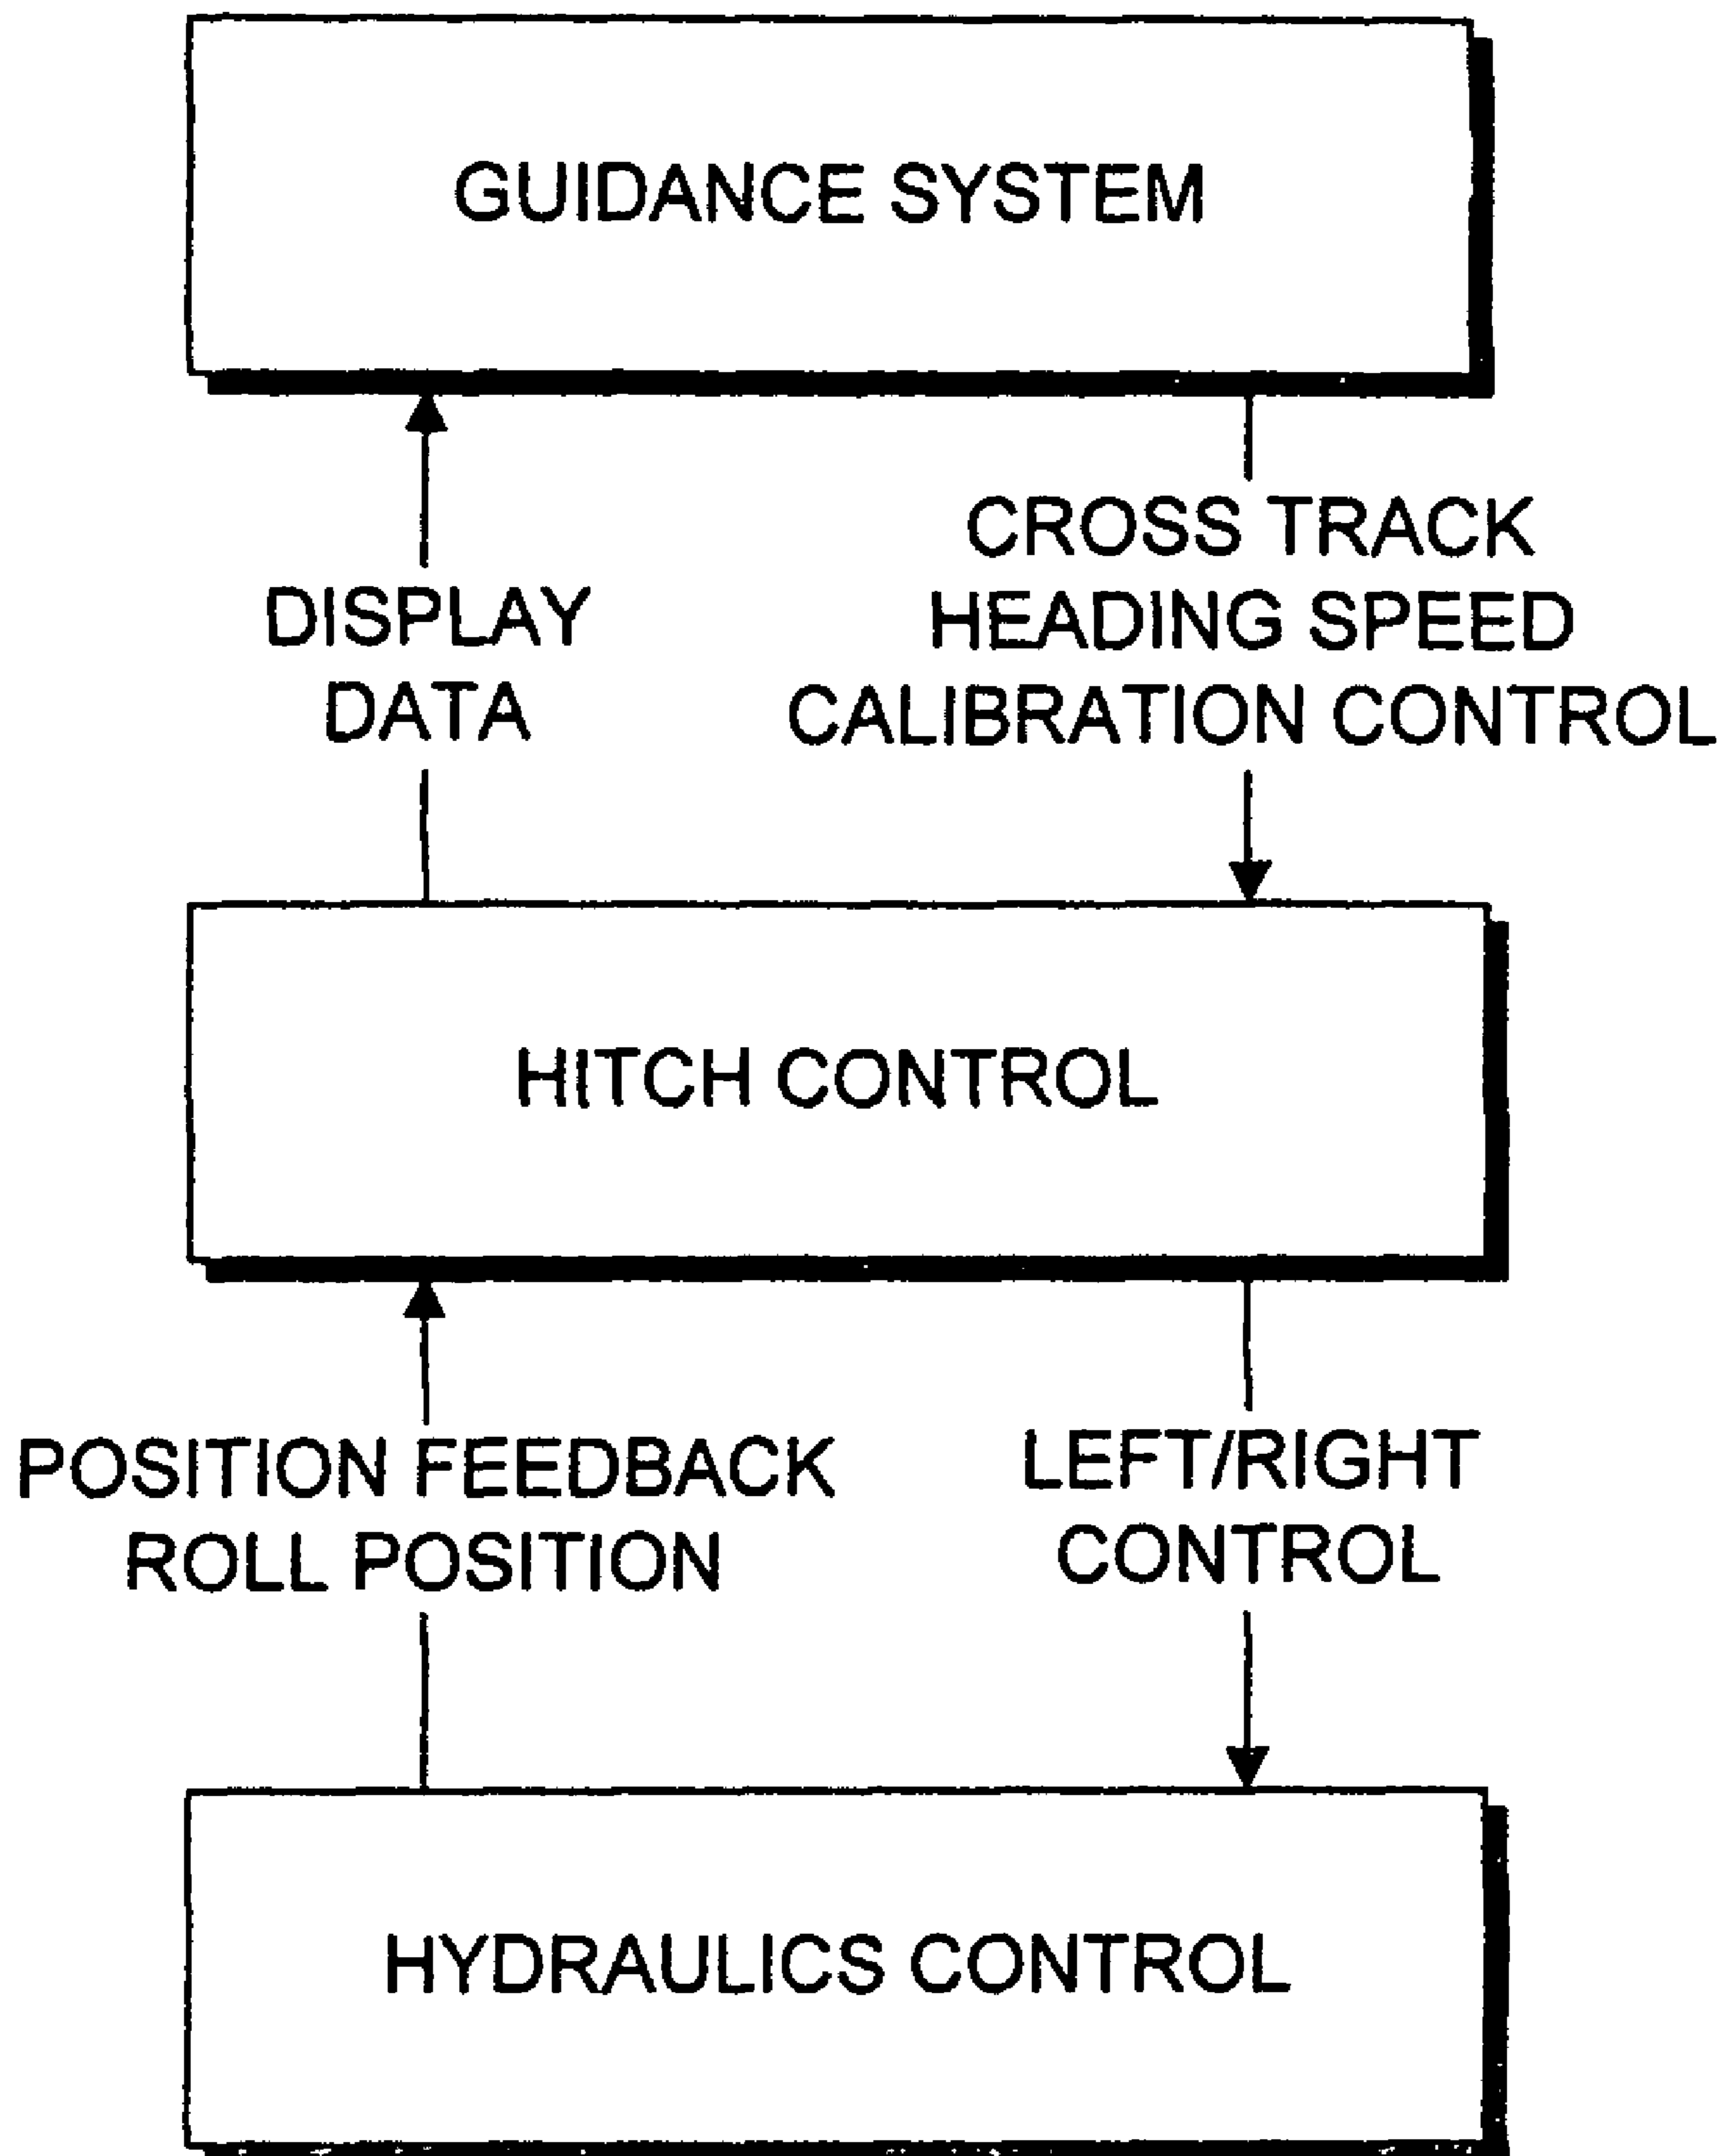 GUIDANCE SYSTEM
DISPLAY
DATA
CROSS TRACK
HEADING SPEED
CALIBRATION CONTROL
HITCH CONTROL
POSITION FEEDBACK
ROLL POSITION
LEFT/RIGHT
CONTROL
HYDRAULICS CONTROL